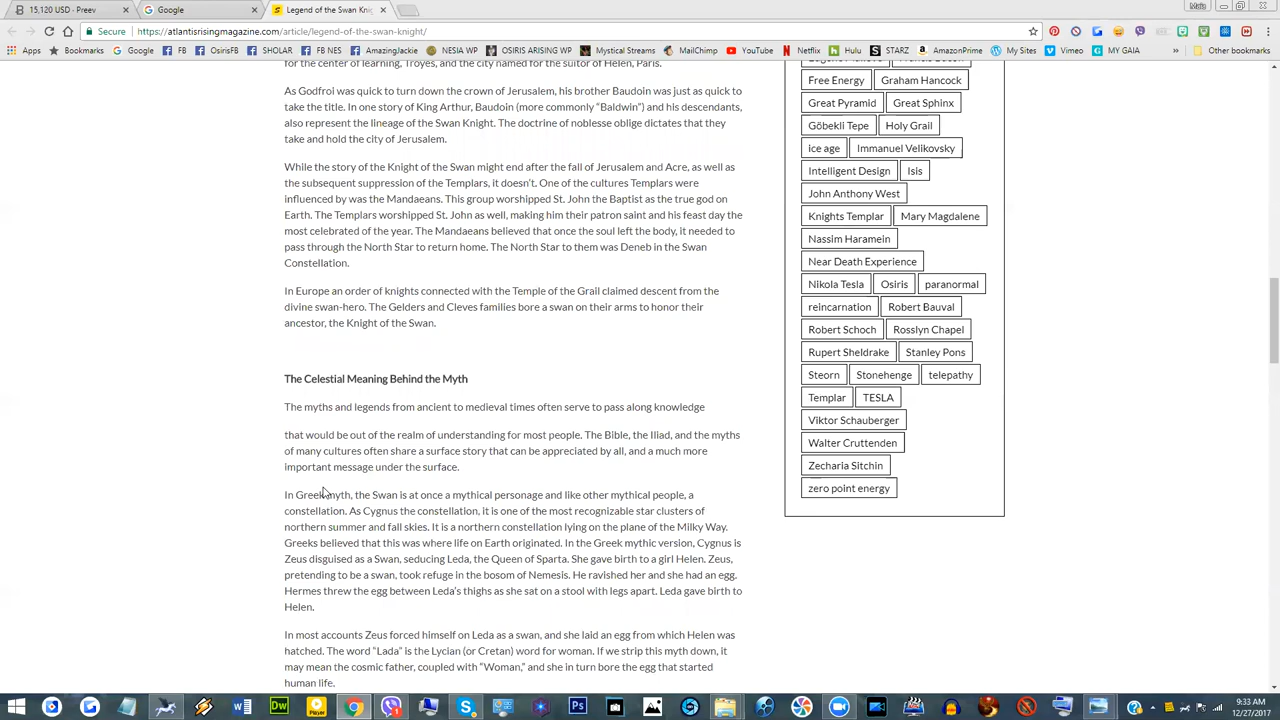 15,120 USD - Preev
Google
Legend of the Swan Knig
Secure
https://atlantisrisingmagazine.com/article/legend-of-the-swan-knight/
Apps
Bookmarks
Google
FB
OsirisFB
SHOLAR
FB NES
AmazingJackie
NESIA WP
OSIRIS ARISING WP
Mystical Streams
MailChimp
YouTube
Netflix
Hulu
STARZ
AmazonPrime
My Sites
Vimeo
MY GAIA
Other bookmarks
for the center of learning, Troyes, and the city named for the suitor of Helen, Paris.
As Godfroi was quick to turn down the crown of Jerusalem, his brother Baudoin was just as quick to
take the title. In one story of King Arthur, Baudoin (more commonly “Baldwin”) and his descendants,
also represent the lineage of the Swan Knight. The doctrine of noblesse oblige dictates that they
take and hold the city of Jerusalem.
While the story of the Knight of the Swan might end after the fall of Jerusalem and Acre, as well as
the subsequent suppression of the Templars, it doesn’t. One of the cultures Templars were
influenced by was the Mandaeans. This group worshipped St. John the Baptist as the true god on
Earth. The Templars worshipped St. John as well, making him their patron saint and his feast day the
most celebrated of the year. The Mandaeans believed that once the soul left the body, it needed to
pass through the North Star to return home. The North Star to them was Deneb in the Swan
Constellation.
In Europe an order of knights connected with the Temple of the Grail claimed descent from the
divine swan-hero. The Gelders and Cleves families bore a swan on their arms to honor their
ancestor, the Knight of the Swan.
The Celestial Meaning Behind the Myth
The myths and legends from ancient to medieval times often serve to pass along knowledge
that would be out of the realm of understanding for most people. The Bible, the Iliad, and the myths
of many cultures often share a surface story that can be appreciated by all, and a much more
important message under the surface.
In Greek myth, the Swan is at once a mythical personage and like other mythical people, a
constellation. As Cygnus the constellation, it is one of the most recognizable star clusters of
northern summer and fall skies. It is a northern constellation lying on the plane of the Milky Way.
Greeks believed that this was where life on Earth originated. In the Greek mythic version, Cygnus is
Zeus disguised as a Swan, seducing Leda, the Queen of Sparta. She gave birth to a girl Helen. Zeus,
pretending to be a swan, took refuge in the bosom of Nemesis. He ravished her and she had an egg.
Hermes threw the egg between Leda’s thighs as she sat on a stool with legs apart. Leda gave birth to
Helen.
In most accounts Zeus forced himself on Leda as a swan, and she laid an egg from which Helen was
hatched. The word “Lada” is the Lycian (or Cretan) word for woman. If we strip this myth down, it
may mean the cosmic father, coupled with “Woman,” and she in turn bore the egg that started
human life.
Free Energy
Graham Hancock
Great Pyramid
Great Sphinx
Göbekli Tepe
Holy Grail
ice age
Immanuel Velikovsky
Intelligent Design
Isis
John Anthony West
Knights Templar
Mary Magdalene
Nassim Haramein
Near Death Experience
Nikola Tesla
Osiris
paranormal
reincarnation
Robert Bauval
Robert Schoch
Rosslyn Chapel
Rupert Sheldrake
Stanley Pons
Steorn
Stonehenge
telepathy
Templar
TESLA
Viktor Schauberger
Walter Cruttenden
Zecharia Sitchin
zero point energy
Dw
Player
Ps
9:33 AM
12/27/2017